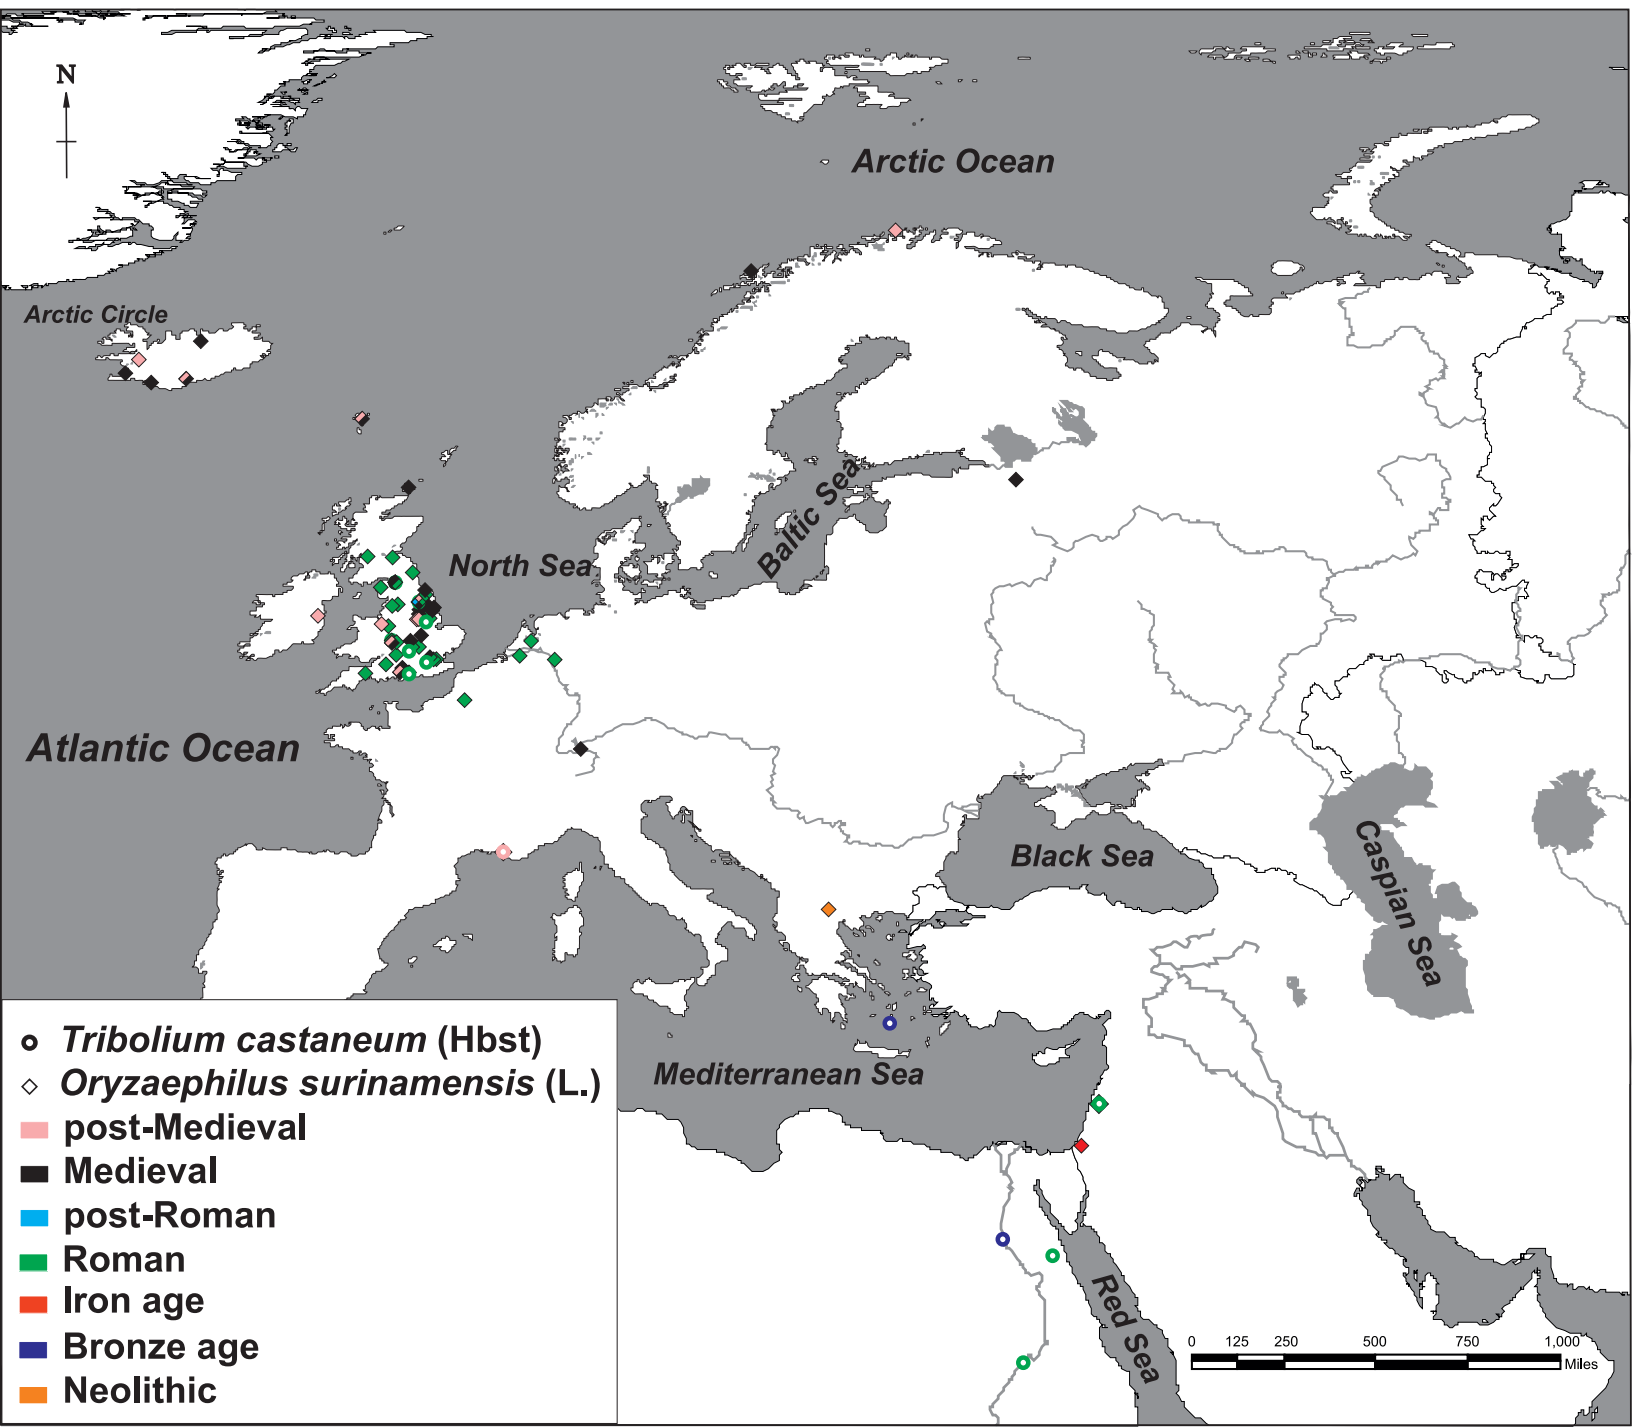 N
Arctic Ocean
Arctic Circle
Baltic Sea
North Sea
Atlantic Ocean
Black Sea
Caspian Sea
Mediterranean Sea
Red Sea
Tribolium castaneum (Hbst)
Oryzaephilus surinamensis (L.)
post-Medieval
Medieval
post-Roman
Roman
Iron age
Bronze age
Neolithic
0 125 250 500 750 1,000
Miles